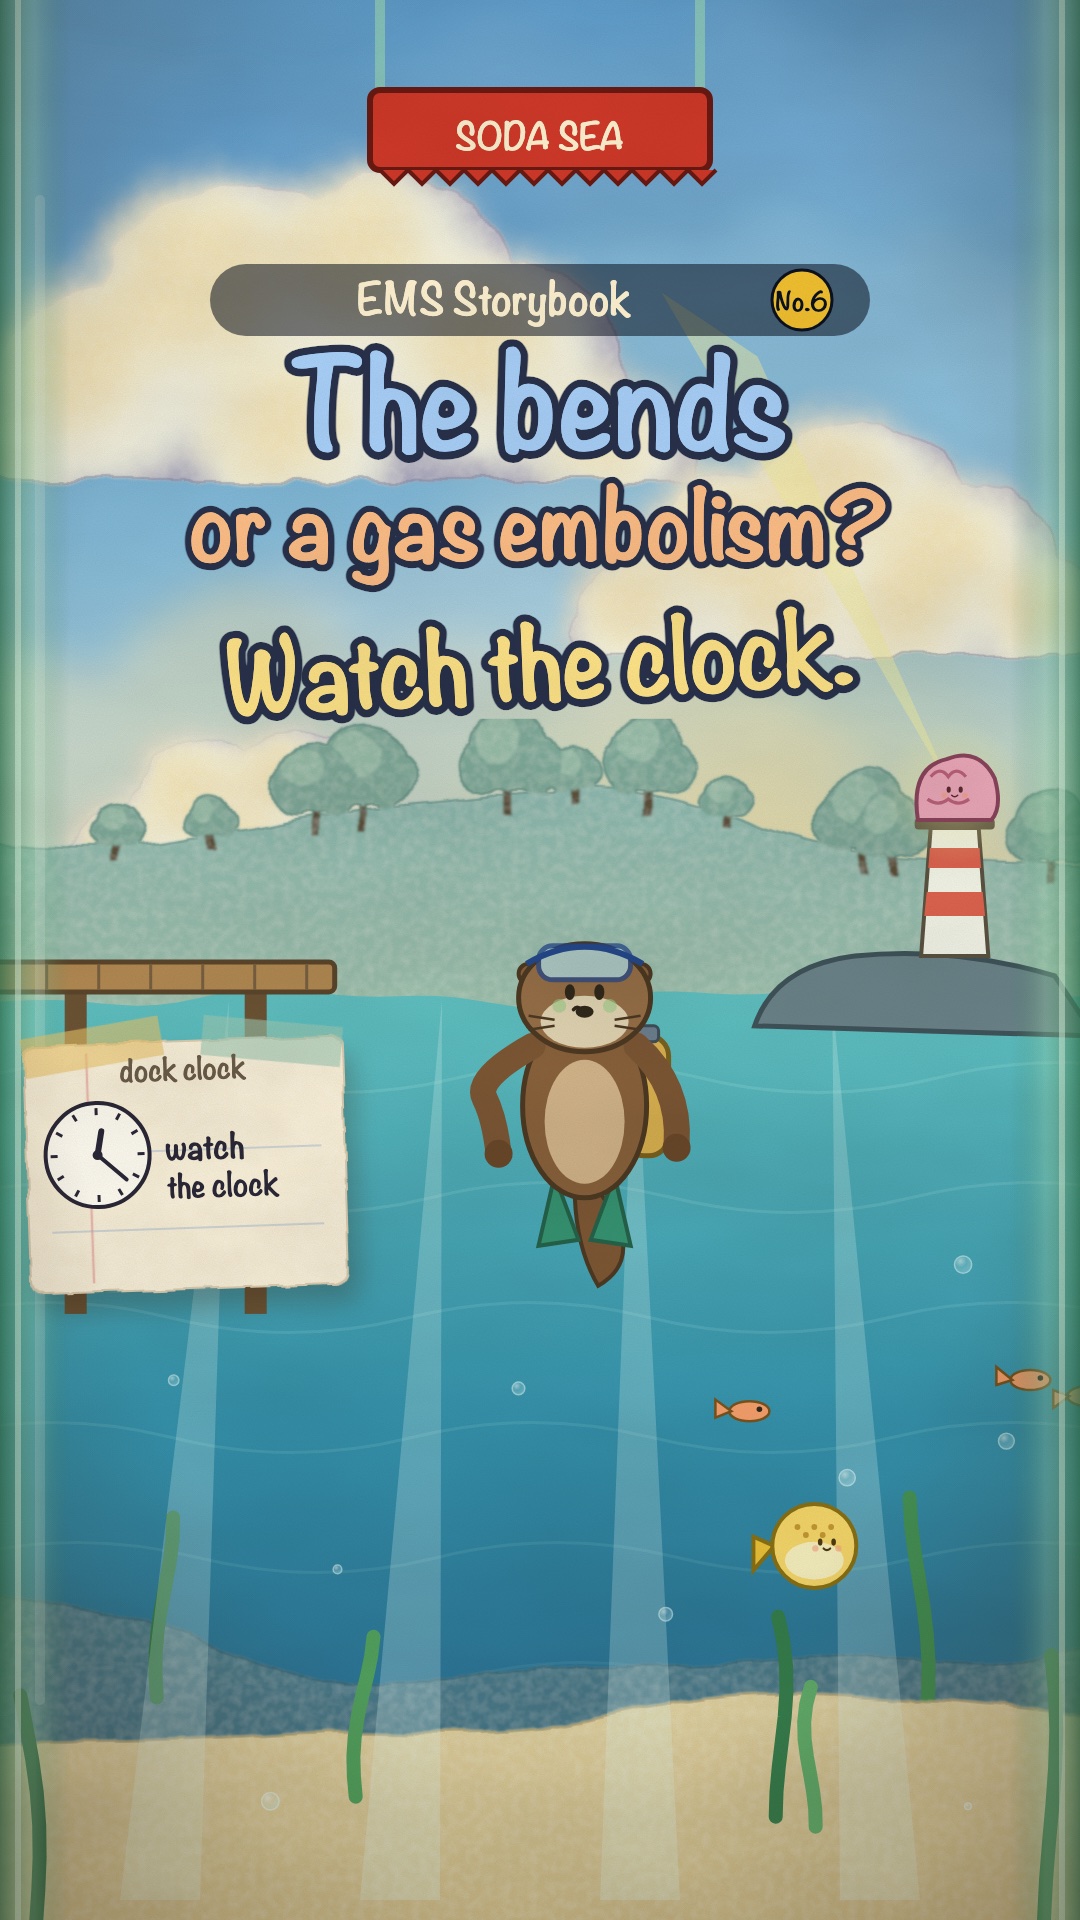 SODA SEA
EMS Storybook No.6
The bends
or a gas embolism?
Watch the clock.
dock clock
watch
the clock